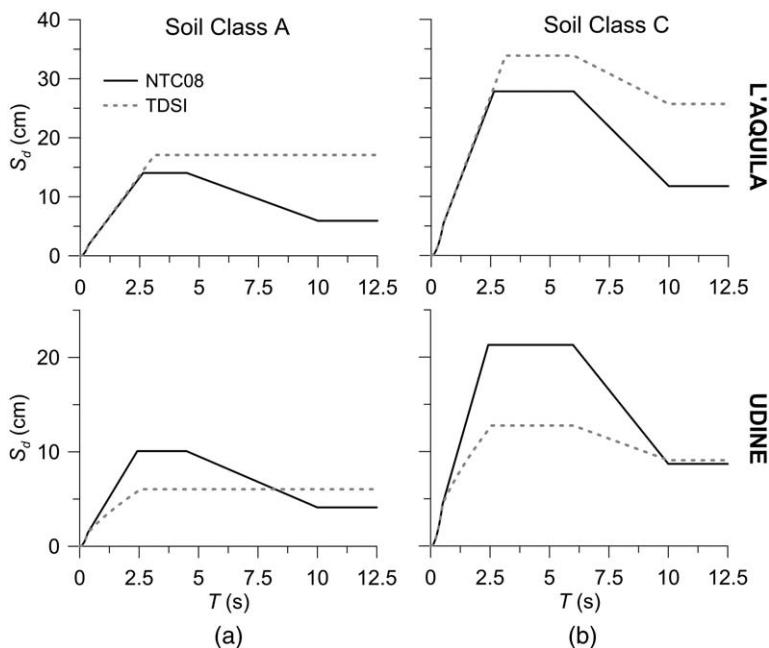 Soil Class A
Soil Class C
40
30
20
10
0
S_d (cm)
NTC08
TDSI
0 2.5 5 7.5 10 12.5
0 2.5 5 7.5 10 12.5
L'AQUILA
20
10
0
S_d (cm)
0 2.5 5 7.5 10 12.5
0 2.5 5 7.5 10 12.5
UDINE
T (s)
T (s)
(a)
(b)